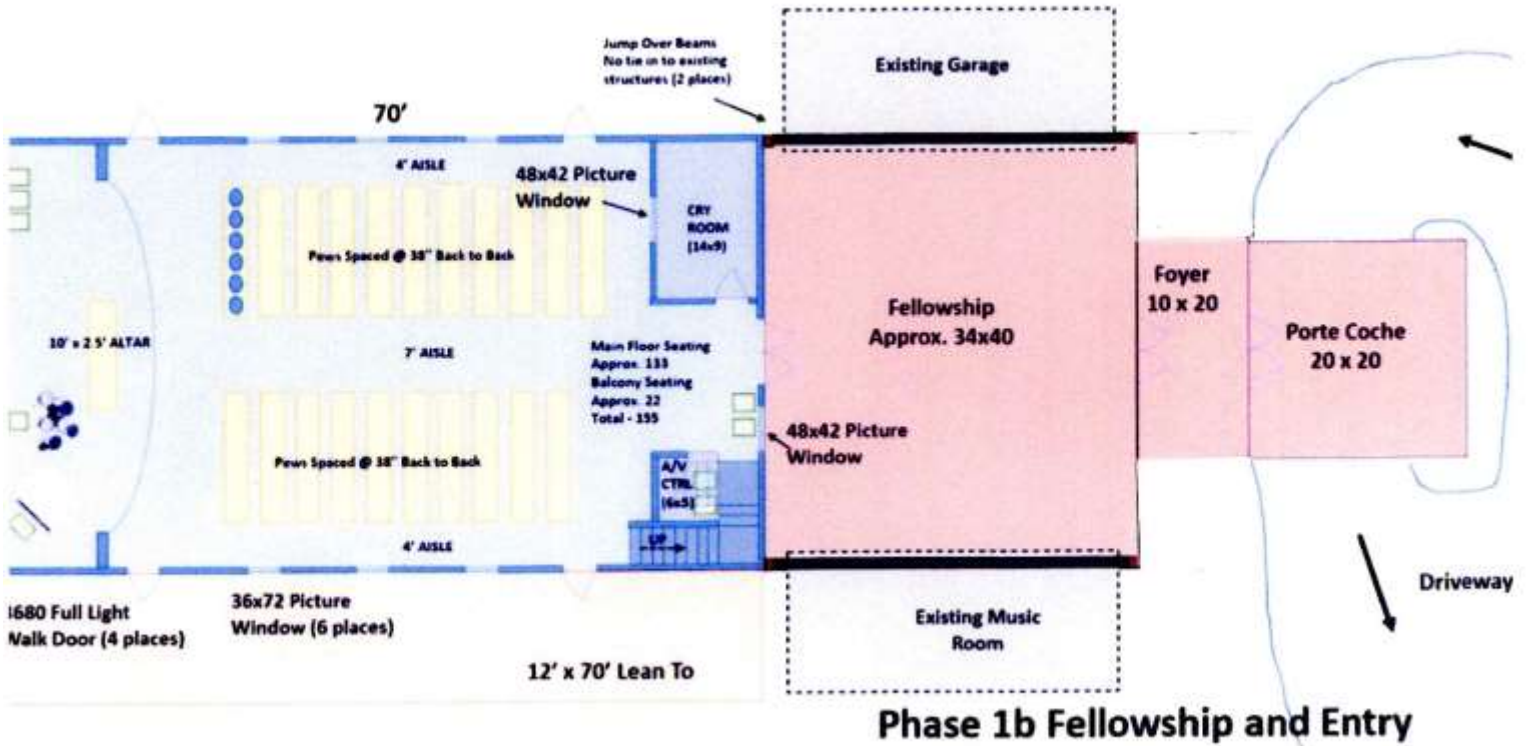 Jump Over Beams
No tie in to existing
structures (2 places)
Existing Garage
70'
4' AISLE
48x42 Picture
Window
CRY
ROOM
(14x9)
Pews Spaced @ 38" Back to Back
Fellowship
Approx. 34x40
Foyer
10 x 20
Porte Coche
20 x 20
10' x 2 5' ALTAR
7' AISLE
Main Floor Seating
Approx. 133
Balcony Seating
Approx. 22
Total - 155
48x42 Picture
Window
Pews Spaced @ 38" Back to Back
A/V
CTRL
(6x5)
UP
4' AISLE
Driveway
680 Full Light
Walk Door (4 places)
36x72 Picture
Window (6 places)
Existing Music
Room
12' x 70' Lean To
Phase 1b Fellowship and Entry